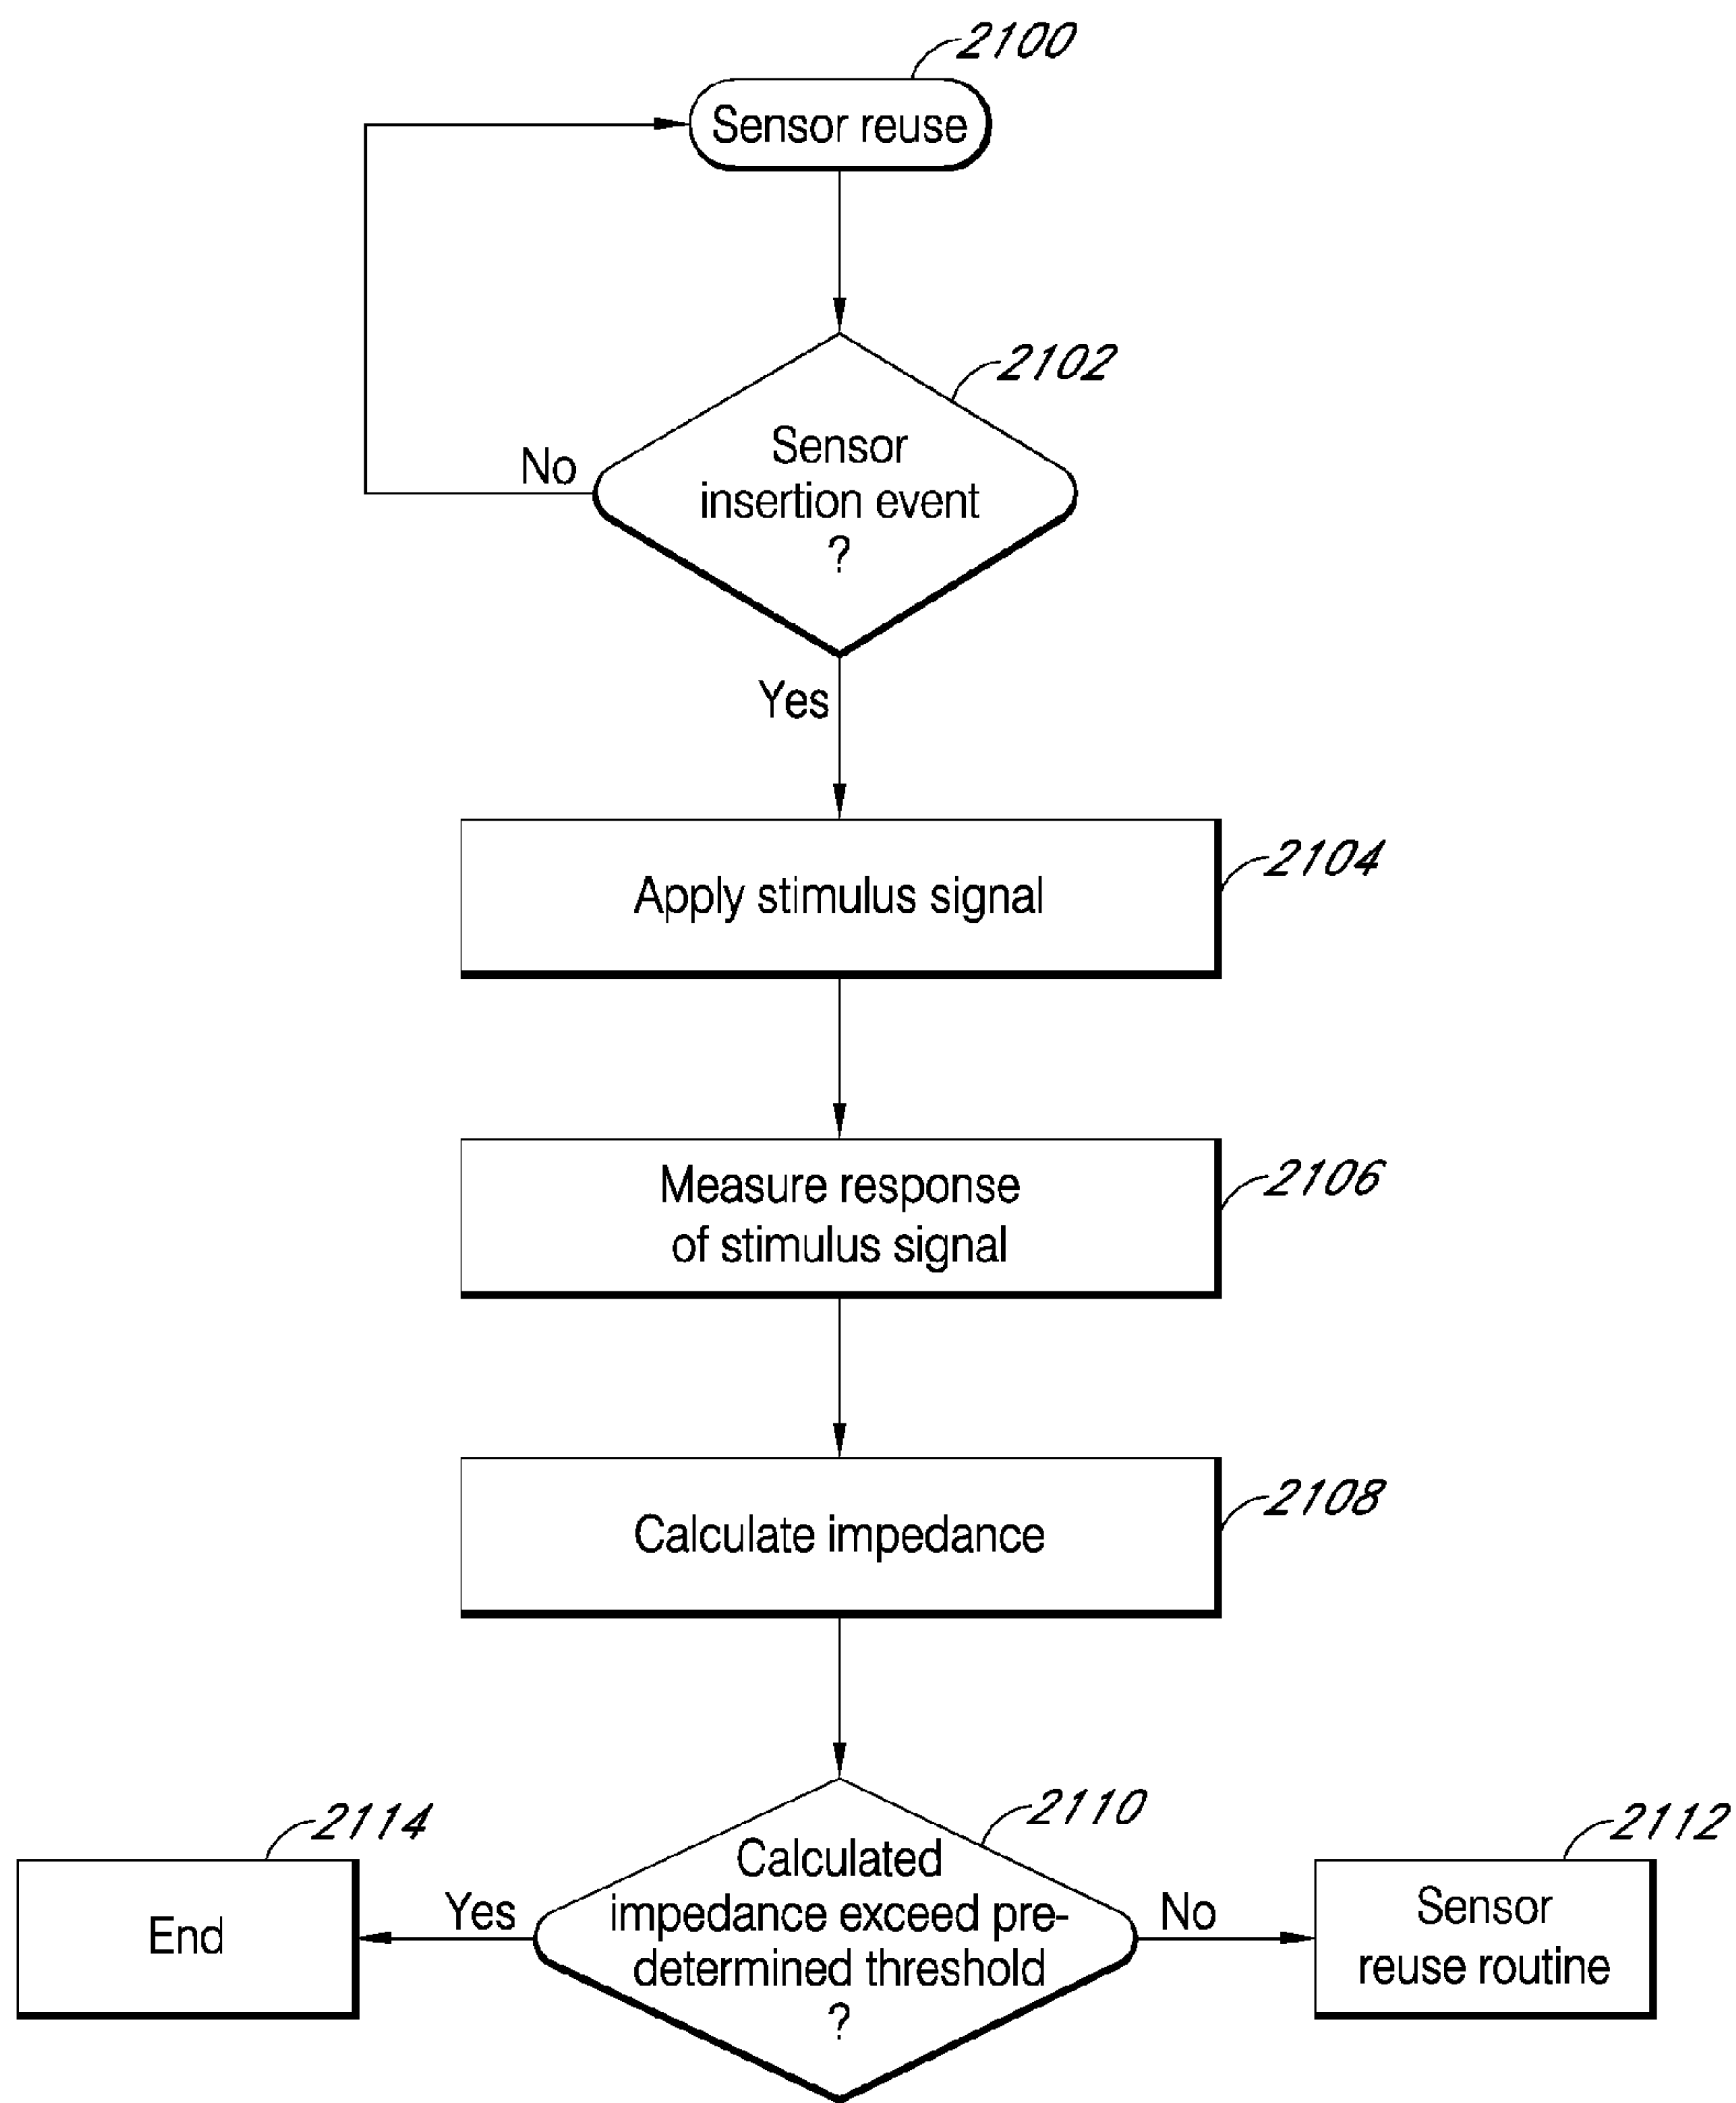 2100
Sensor reuse
2102
Sensor
insertion event
?
No
Yes
2104
Apply stimulus signal
2106
Measure response
of stimulus signal
2108
Calculate impedance
2110
Calculated
impedance exceed pre-
determined threshold
?
Yes
No
2114
End
2112
Sensor
reuse routine